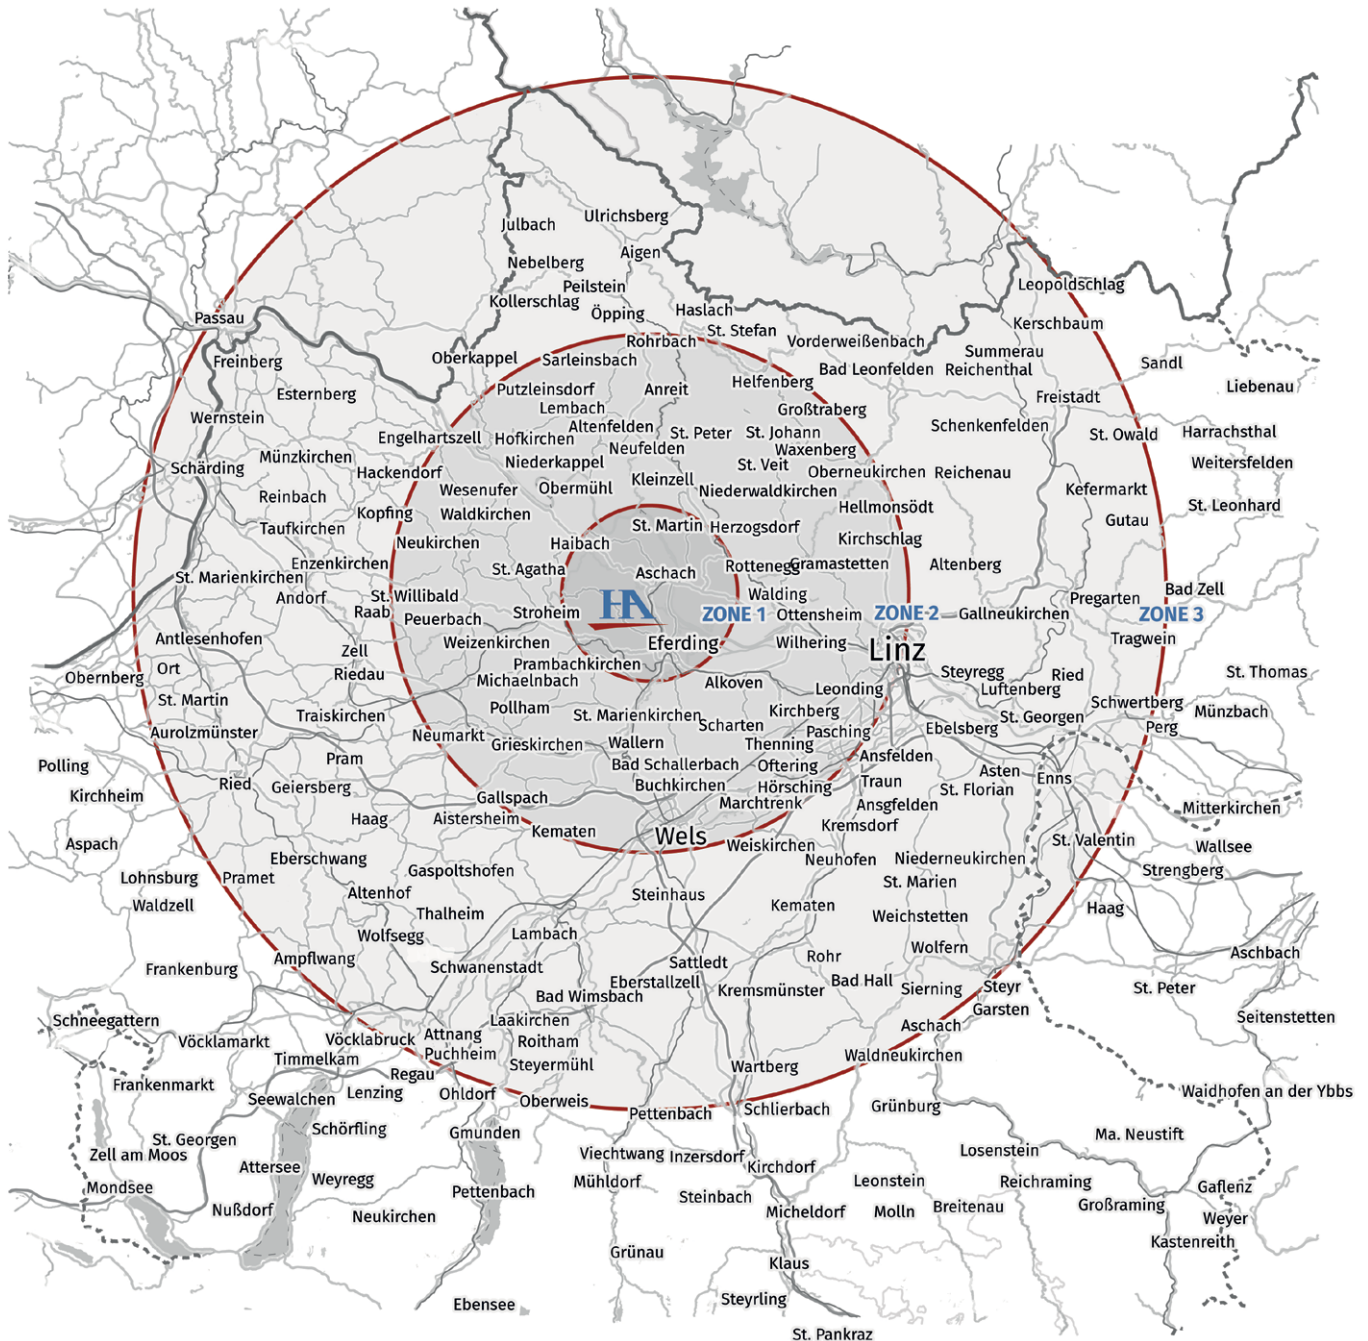 Julbach
Ulrichsberg
Aigen
Nebelberg
Peilstein
Kollerschlag
Öpping
Haslach
St. Stefan
Leopoldschlag
Passau
Kerschbaum
Rohrbach
Vorderweißenbach
Summerau
Freinberg
Oberkappel
Sarleinsbach
Bad Leonfelden
Reichenthal
Sandl
Liebenau
Esternberg
Putzleinsdorf
Anreit
Helfenberg
Freistadt
Wernstein
Lembach
Großtraberg
Altenfelden
Schenkenfelden
St. Owald
Harrachsthal
Engelhartszell
Hofkirchen
St. Peter
St. Johann
Neufelden
Waxenberg
Münzkirchen
Schärding
Hackendorf
Niederkappel
St. Veit
Oberneukirchen
Reichenau
Weitersfelden
Reinbach
Wesenufer
Obermühl
Kleinzell
Niederwaldkirchen
Kefermarkt
Kopfing
Waldkirchen
Hellmonsödt
St. Leonhard
Taufkirchen
St. Martin
Herzogsdorf
Gutau
Neukirchen
Haibach
Kirchschlag
Enzenkirchen
St. Agatha
Aschach
Rottenegg
Gramastetten
Altenberg
St. Marienkirchen
Andorf
St. Willibald
Walding
Pregarten
Bad Zell
Raab
Peuerbach
Stroheim
HA
ZONE 1
Ottensheim
ZONE 2
Gallneukirchen
ZONE 3
Antlesenhofen
Weizenkirchen
Eferding
Wilhering
Linz
Tragwein
Zell
Ort
Obernberg
Riedau
Prambachkirchen
Michaelnbach
Alkoven
Steyregg
Ried
St. Thomas
St. Martin
Leonding
Luftenberg
Schwertberg
Münzbach
Traiskirchen
Pollham
St. Marienkirchen
Scharten
Kirchberg
St. Georgen
Aurolzmünster
Neumarkt
Grieskirchen
Wallern
Thenning
Pasching
Ebelsberg
Perg
Polling
Pram
Bad Schallerbach
Oftering
Ansfelden
Asten
Enns
Ried
Geiersberg
Buchkirchen
Hörsching
Traun
St. Florian
Kirchheim
Gallspach
Marchtrenk
Ansgfelden
Mitterkirchen
Haag
Aistersheim
Kematen
Wels
Kremsdorf
Aspach
Weiskirchen
St. Valentin
Wallsee
Eberschwang
Neuhofen
Niederneukirchen
Strengberg
Lohnsburg
Pramet
Gaspoltshofen
Altenhof
Steinhaus
St. Marien
Waldzell
Thalheim
Kematen
Weichstetten
Haag
Wolfsegg
Lambach
Wolfern
Aschbach
Ampflwang
Frankenburg
Schwanenstadt
Sattledt
Rohr
Eberstallzell
Bad Hall
Sierning
Steyr
St. Peter
Bad Wimsbach
Kremsmünster
Garsten
Schneegattern
Laakirchen
Aschach
Seitenstetten
Vöcklamarkt
Vöcklabruck
Attnang
Puchheim
Roitham
Timmelkam
Steyermühl
Waldneukirchen
Regau
Wartberg
Frankenmarkt
Seewalchen
Lenzing
Ohldorf
Oberweis
Pettenbach
Schlierbach
Grünburg
Waidhofen an der Ybbs
Schörfling
Gmunden
St. Georgen
Zell am Moos
Ma. Neustift
Losenstein
Viechtwang
Inzersdorf
Kirchdorf
Attersee
Weyregg
Mondsee
Pettenbach
Mühldorf
Steinbach
Leonstein
Reichraming
Gaflenz
Nußdorf
Neukirchen
Micheldorf
Molln
Breitenau
Großraming
Weyer
Kastenreith
Grünau
Klaus
Ebensee
Steyrling
St. Pankraz